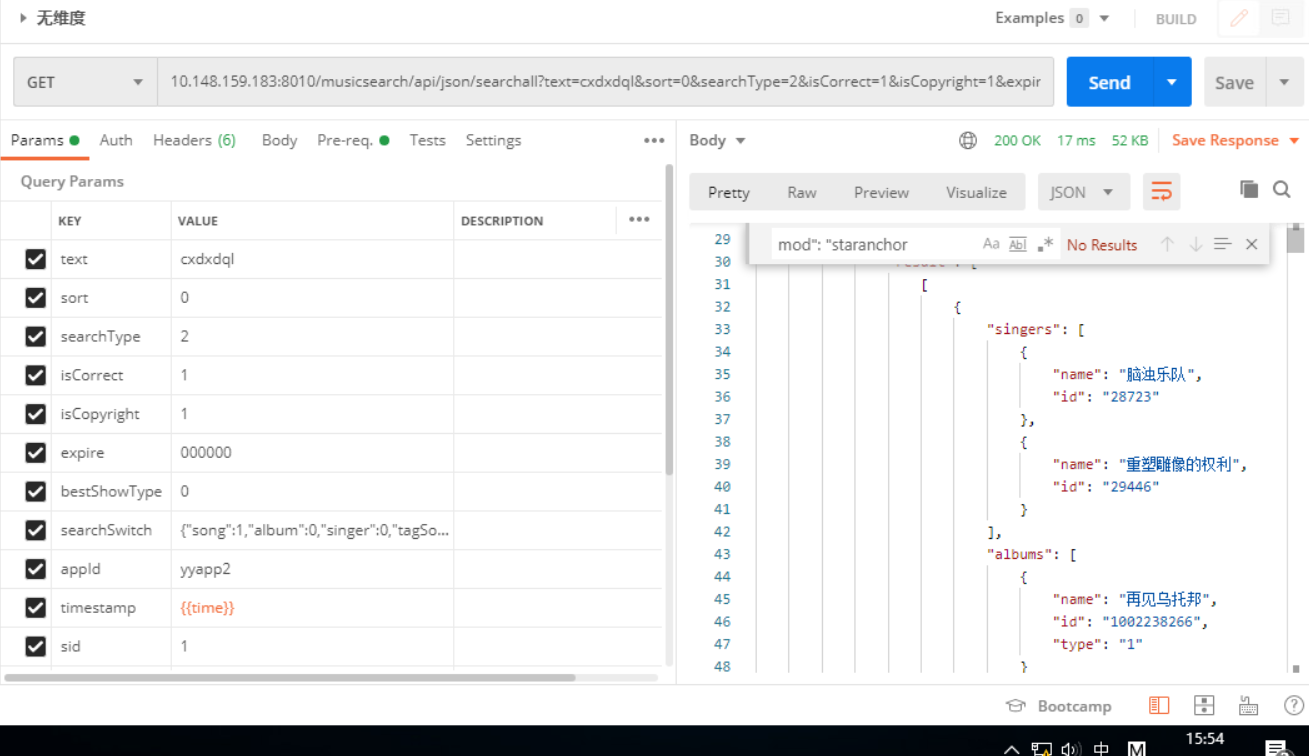 无维度
Examples 0 BUILD
GET 10.148.159.183:8010/musicsearch/api/json/searchall?text=cxdxdql&sort=0&searchType=2&isCorrect=1&isCopyright=1&expir
Send Save
Params Auth Headers (6) Body Pre-req. Tests Settings
Body 200 OK 17 ms 52 KB Save Response
Query Params
Pretty Raw Preview Visualize JSON
KEY VALUE DESCRIPTION
mod": "staranchor Aa Abl .* No Results
text cxdxdql
sort 0
searchType 2
isCorrect 1
isCopyright 1
expire 000000
bestShowType 0
searchSwitch {"song":1,"album":0,"singer":0,"tagSo...
appId yyapp2
timestamp {{time}}
sid 1
29
30
31 [
32 {
33 "singers": [
34 {
35 "name": "脑浊乐队",
36 "id": "28723"
37 },
38 {
39 "name": "重塑雕像的权利",
40 "id": "29446"
41 }
42 ],
43 "albums": [
44 {
45 "name": "再见乌托邦",
46 "id": "1002238266",
47 "type": "1"
48 }
Bootcamp
中 M 15:54